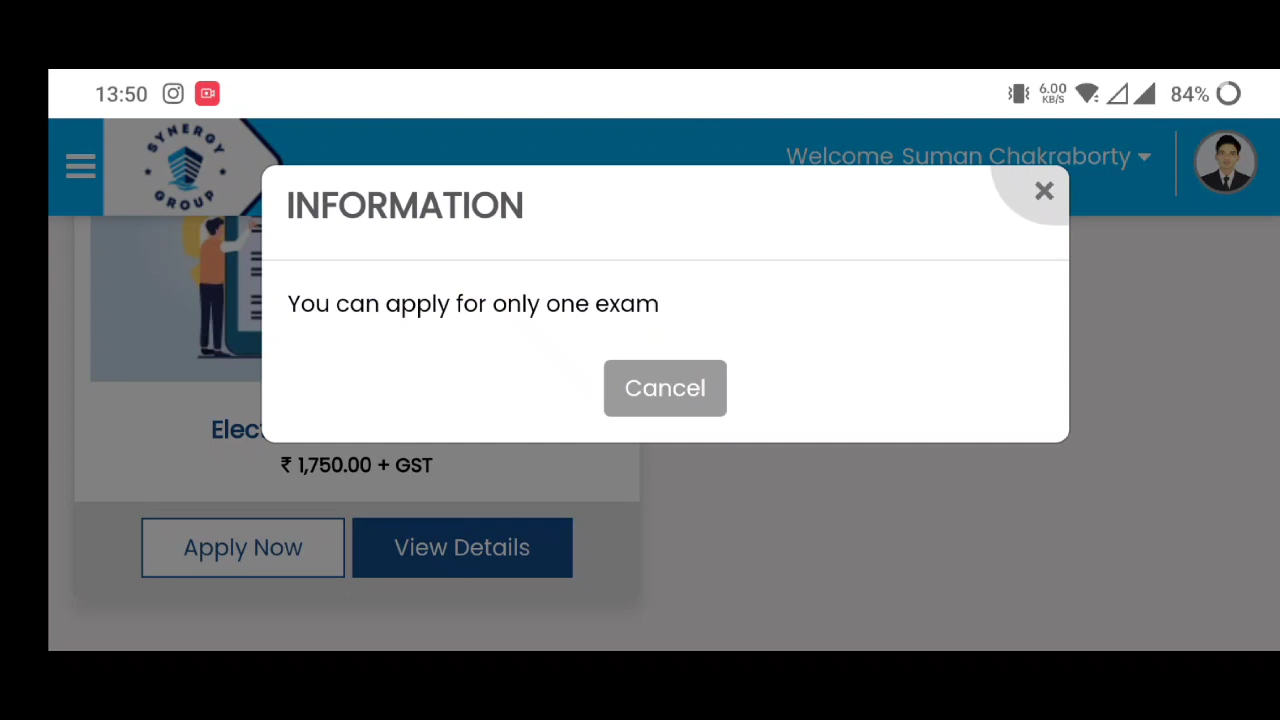 13:50
6.00
KB/S
84%
SYNERGY
GROUP
Welcome Suman Chakraborty
INFORMATION
You can apply for only one exam
Cancel
Elec
₹ 1,750.00 + GST
Apply Now
View Details